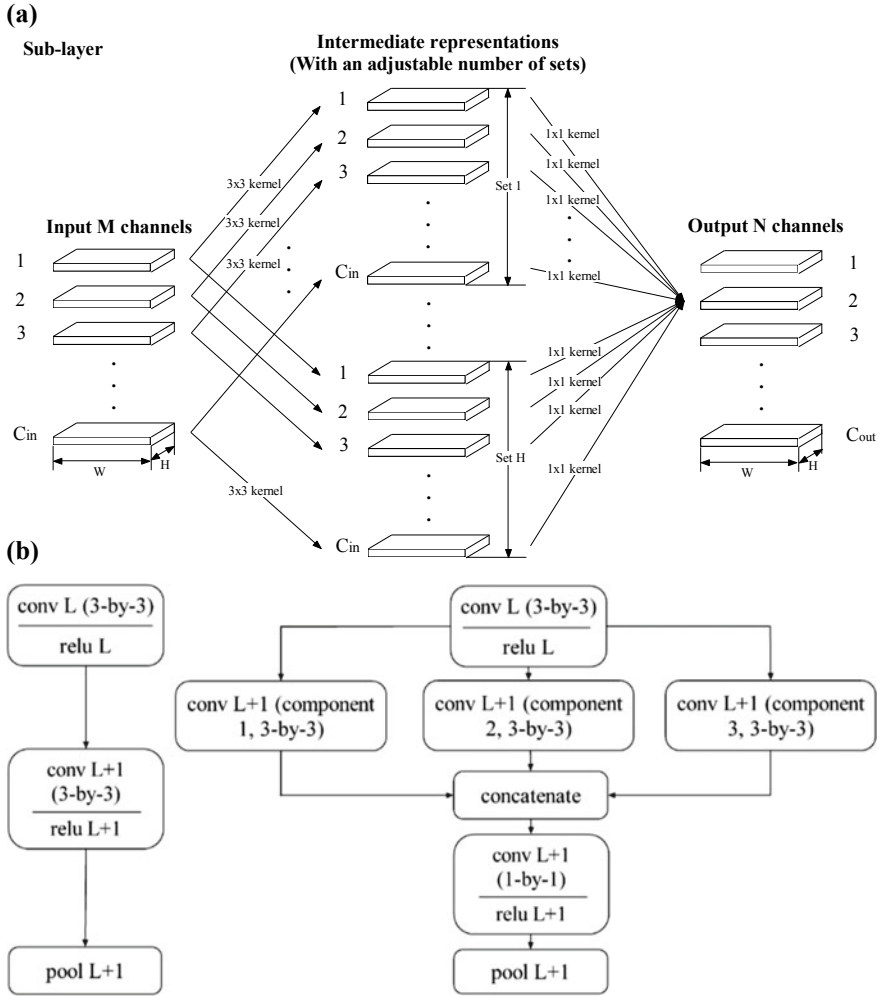 (a)
Sub-layer
Intermediate representations
(With an adjustable number of sets)
Input M channels
1
2
3
Cin
W
H
3x3 kernel
3x3 kernel
3x3 kernel
3x3 kernel
1
2
3
Cin
Set 1
1
2
3
Cin
Set H
1x1 kernel
1x1 kernel
1x1 kernel
1x1 kernel
1x1 kernel
1x1 kernel
1x1 kernel
1x1 kernel
Output N channels
1
2
3
Cout
W
H
(b)
conv L (3-by-3)
relu L
conv L+1
(3-by-3)
relu L+1
pool L+1
conv L (3-by-3)
relu L
conv L+1 (component
1, 3-by-3)
conv L+1 (component
2, 3-by-3)
conv L+1 (component
3, 3-by-3)
concatenate
conv L+1
(1-by-1)
relu L+1
pool L+1